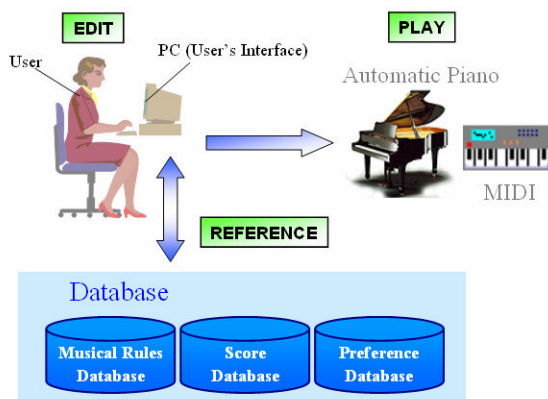 EDIT
PLAY
User
PC (User's Interface)
Automatic Piano
MIDI
REFERENCE
Database
Musical Rules
Database
Score
Database
Preference
Database